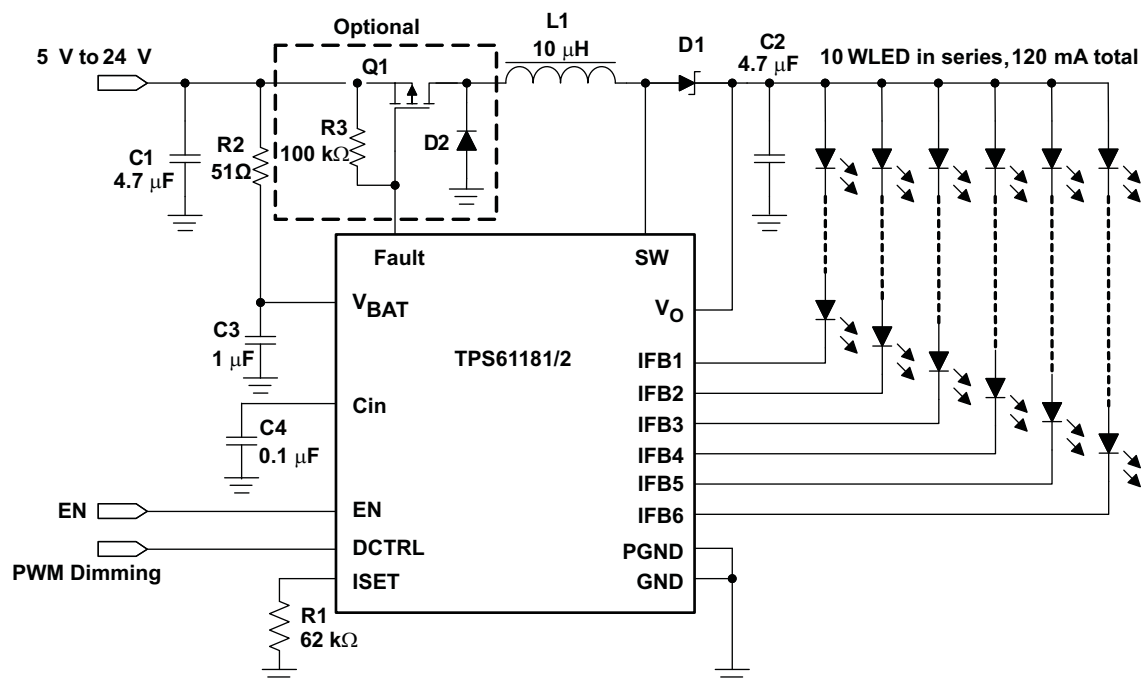 Optional
5 V to 24 V
Q1
L1
10 μH
D1
C2
4.7 μF
10 WLED in series, 120 mA total
R3
100 kΩ
D2
R2
51Ω
C1
4.7 μF
Fault
SW
VBAT
VO
C3
1 μF
TPS61181/2
IFB1
IFB2
IFB3
IFB4
IFB5
IFB6
Cin
C4
0.1 μF
EN
EN
DCTRL
PWM Dimming
ISET
PGND
GND
R1
62 kΩ